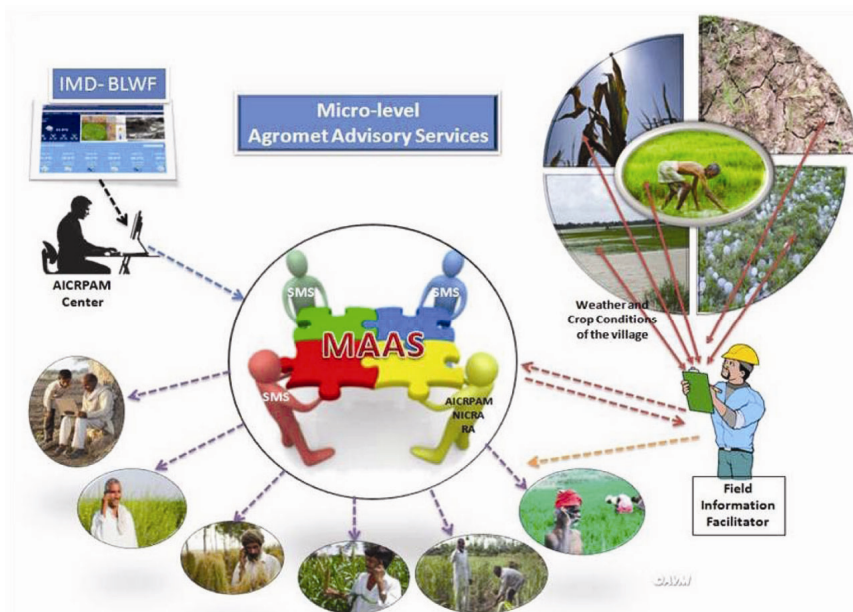 IMD- BLWF
Micro-level
Agromet Advisory Services
AICRPAM
Center
SMS
SMS
MAAS
SMS
AICRPAM
NICRA
RA
Weather and
Crop Conditions
of the village
Field
Information
Facilitator